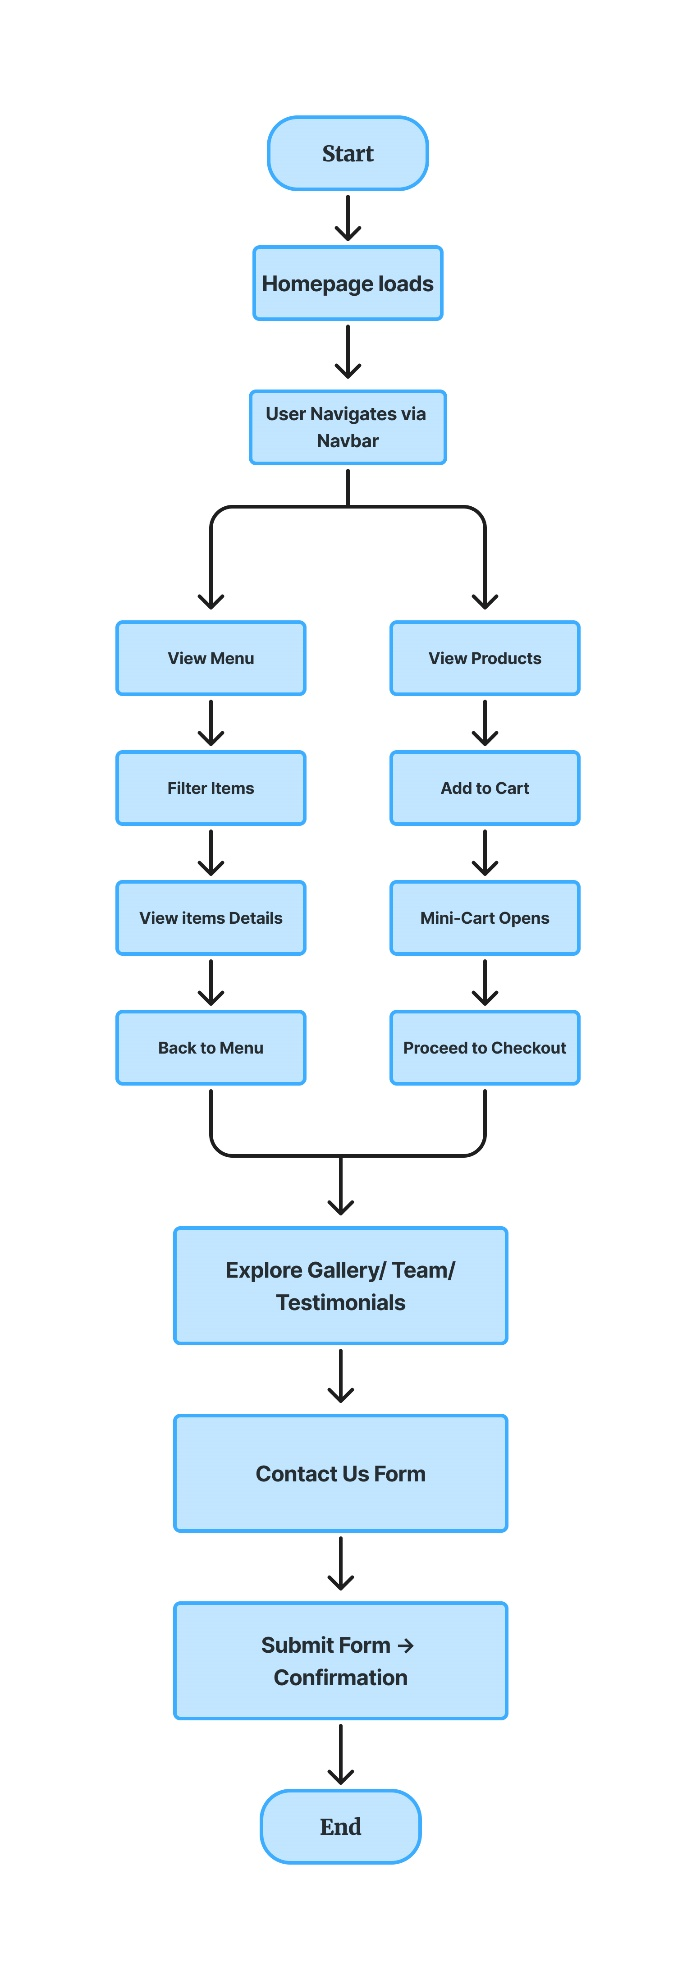 Start
Homepage loads
User Navigates via
Navbar
View Menu
View Products
Filter Items
Add to Cart
View items Details
Mini-Cart Opens
Back to Menu
Proceed to Checkout
Explore Gallery/ Team/
Testimonials
Contact Us Form
Submit Form →
Confirmation
End